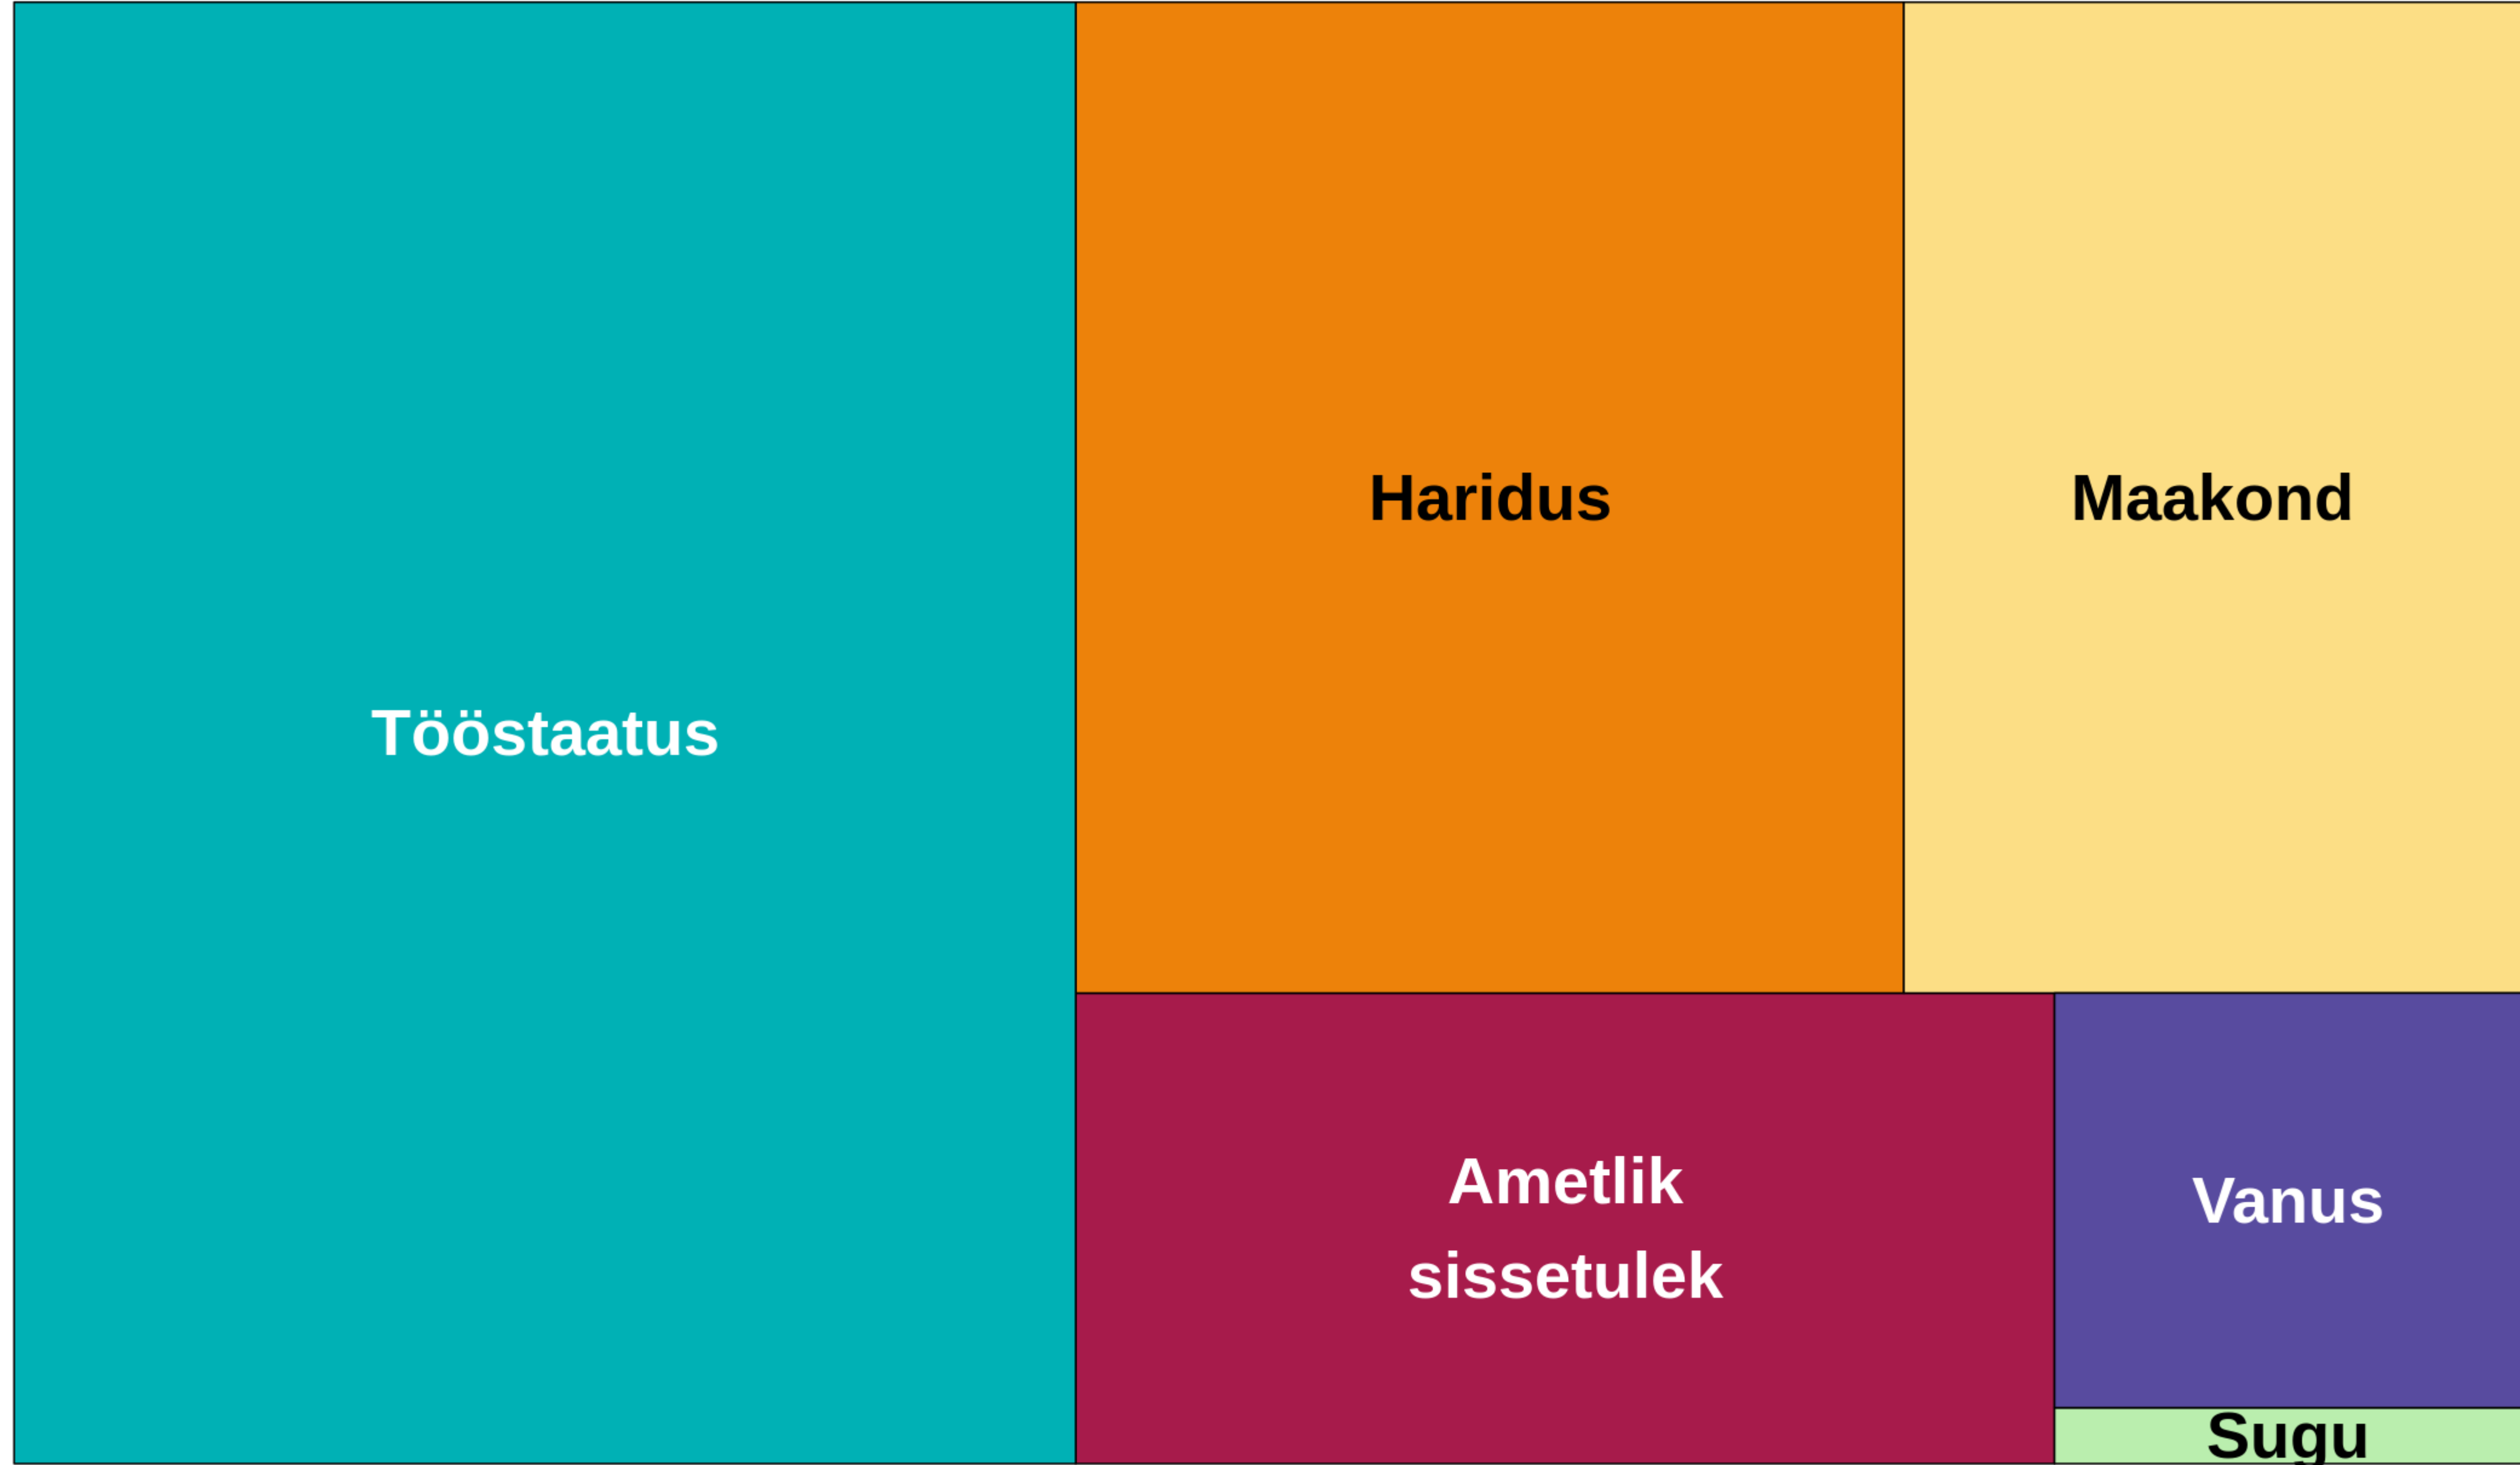 Tööstaatus
Haridus
Maakond
Ametlik
sissetulek
Vanus
Sugu